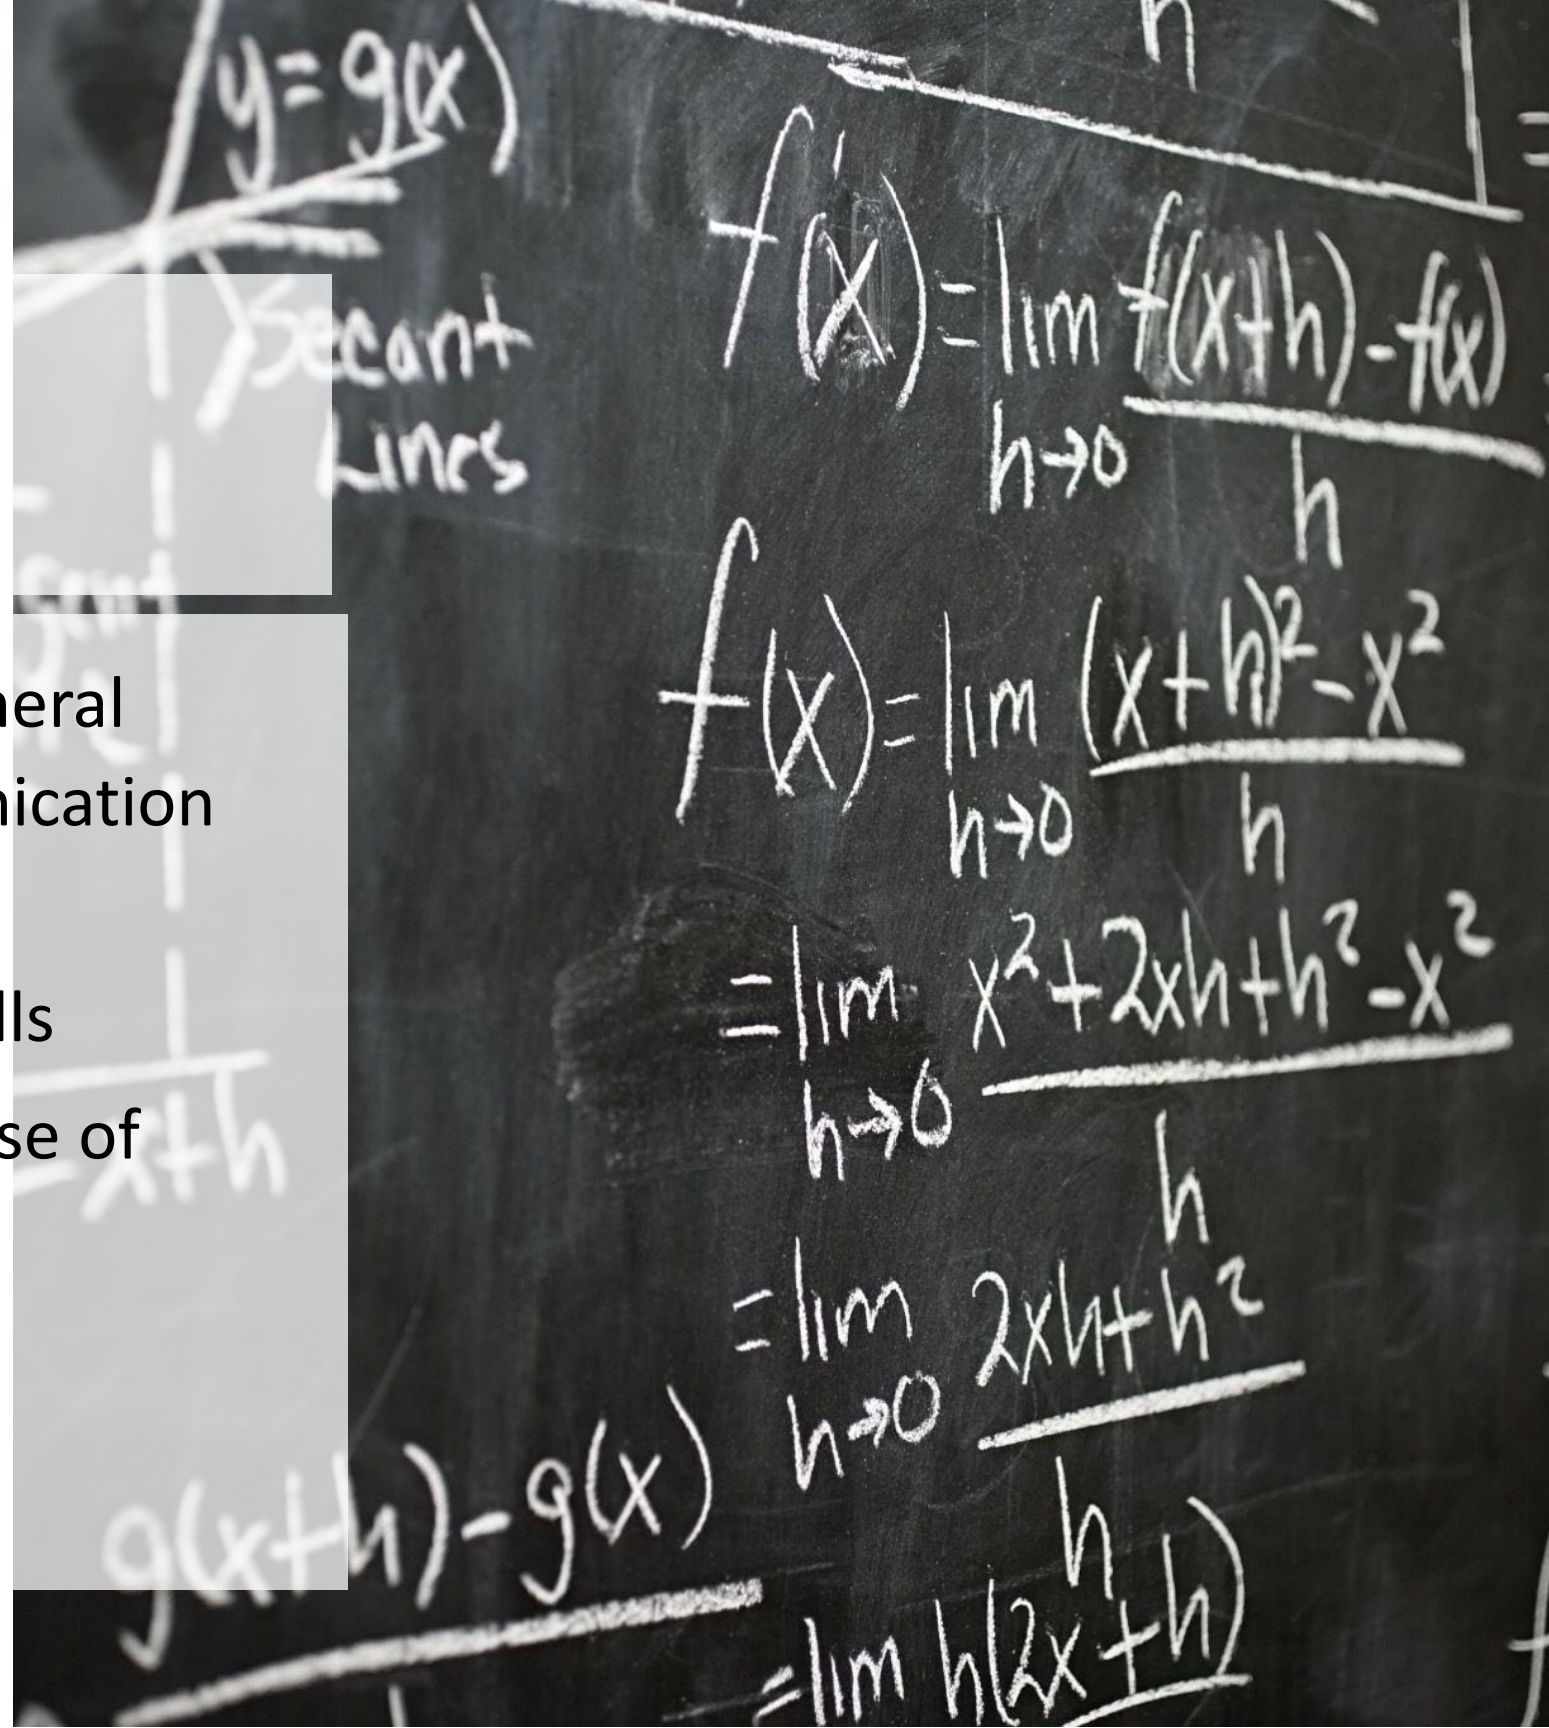 h
=
y = g(x)
f'(x) = lim f(x+h) - f(x)
h→0 h
Secant
Lines
f(x) = lim (x+h)² - x²
h→0 h
neral
nication
= lim x² + 2xh + h² - x²
h→0 h
lls
se of
= x+h
= lim 2xh + h²
h→0 h
g(x+h) - g(x)
= lim h(2x+h)